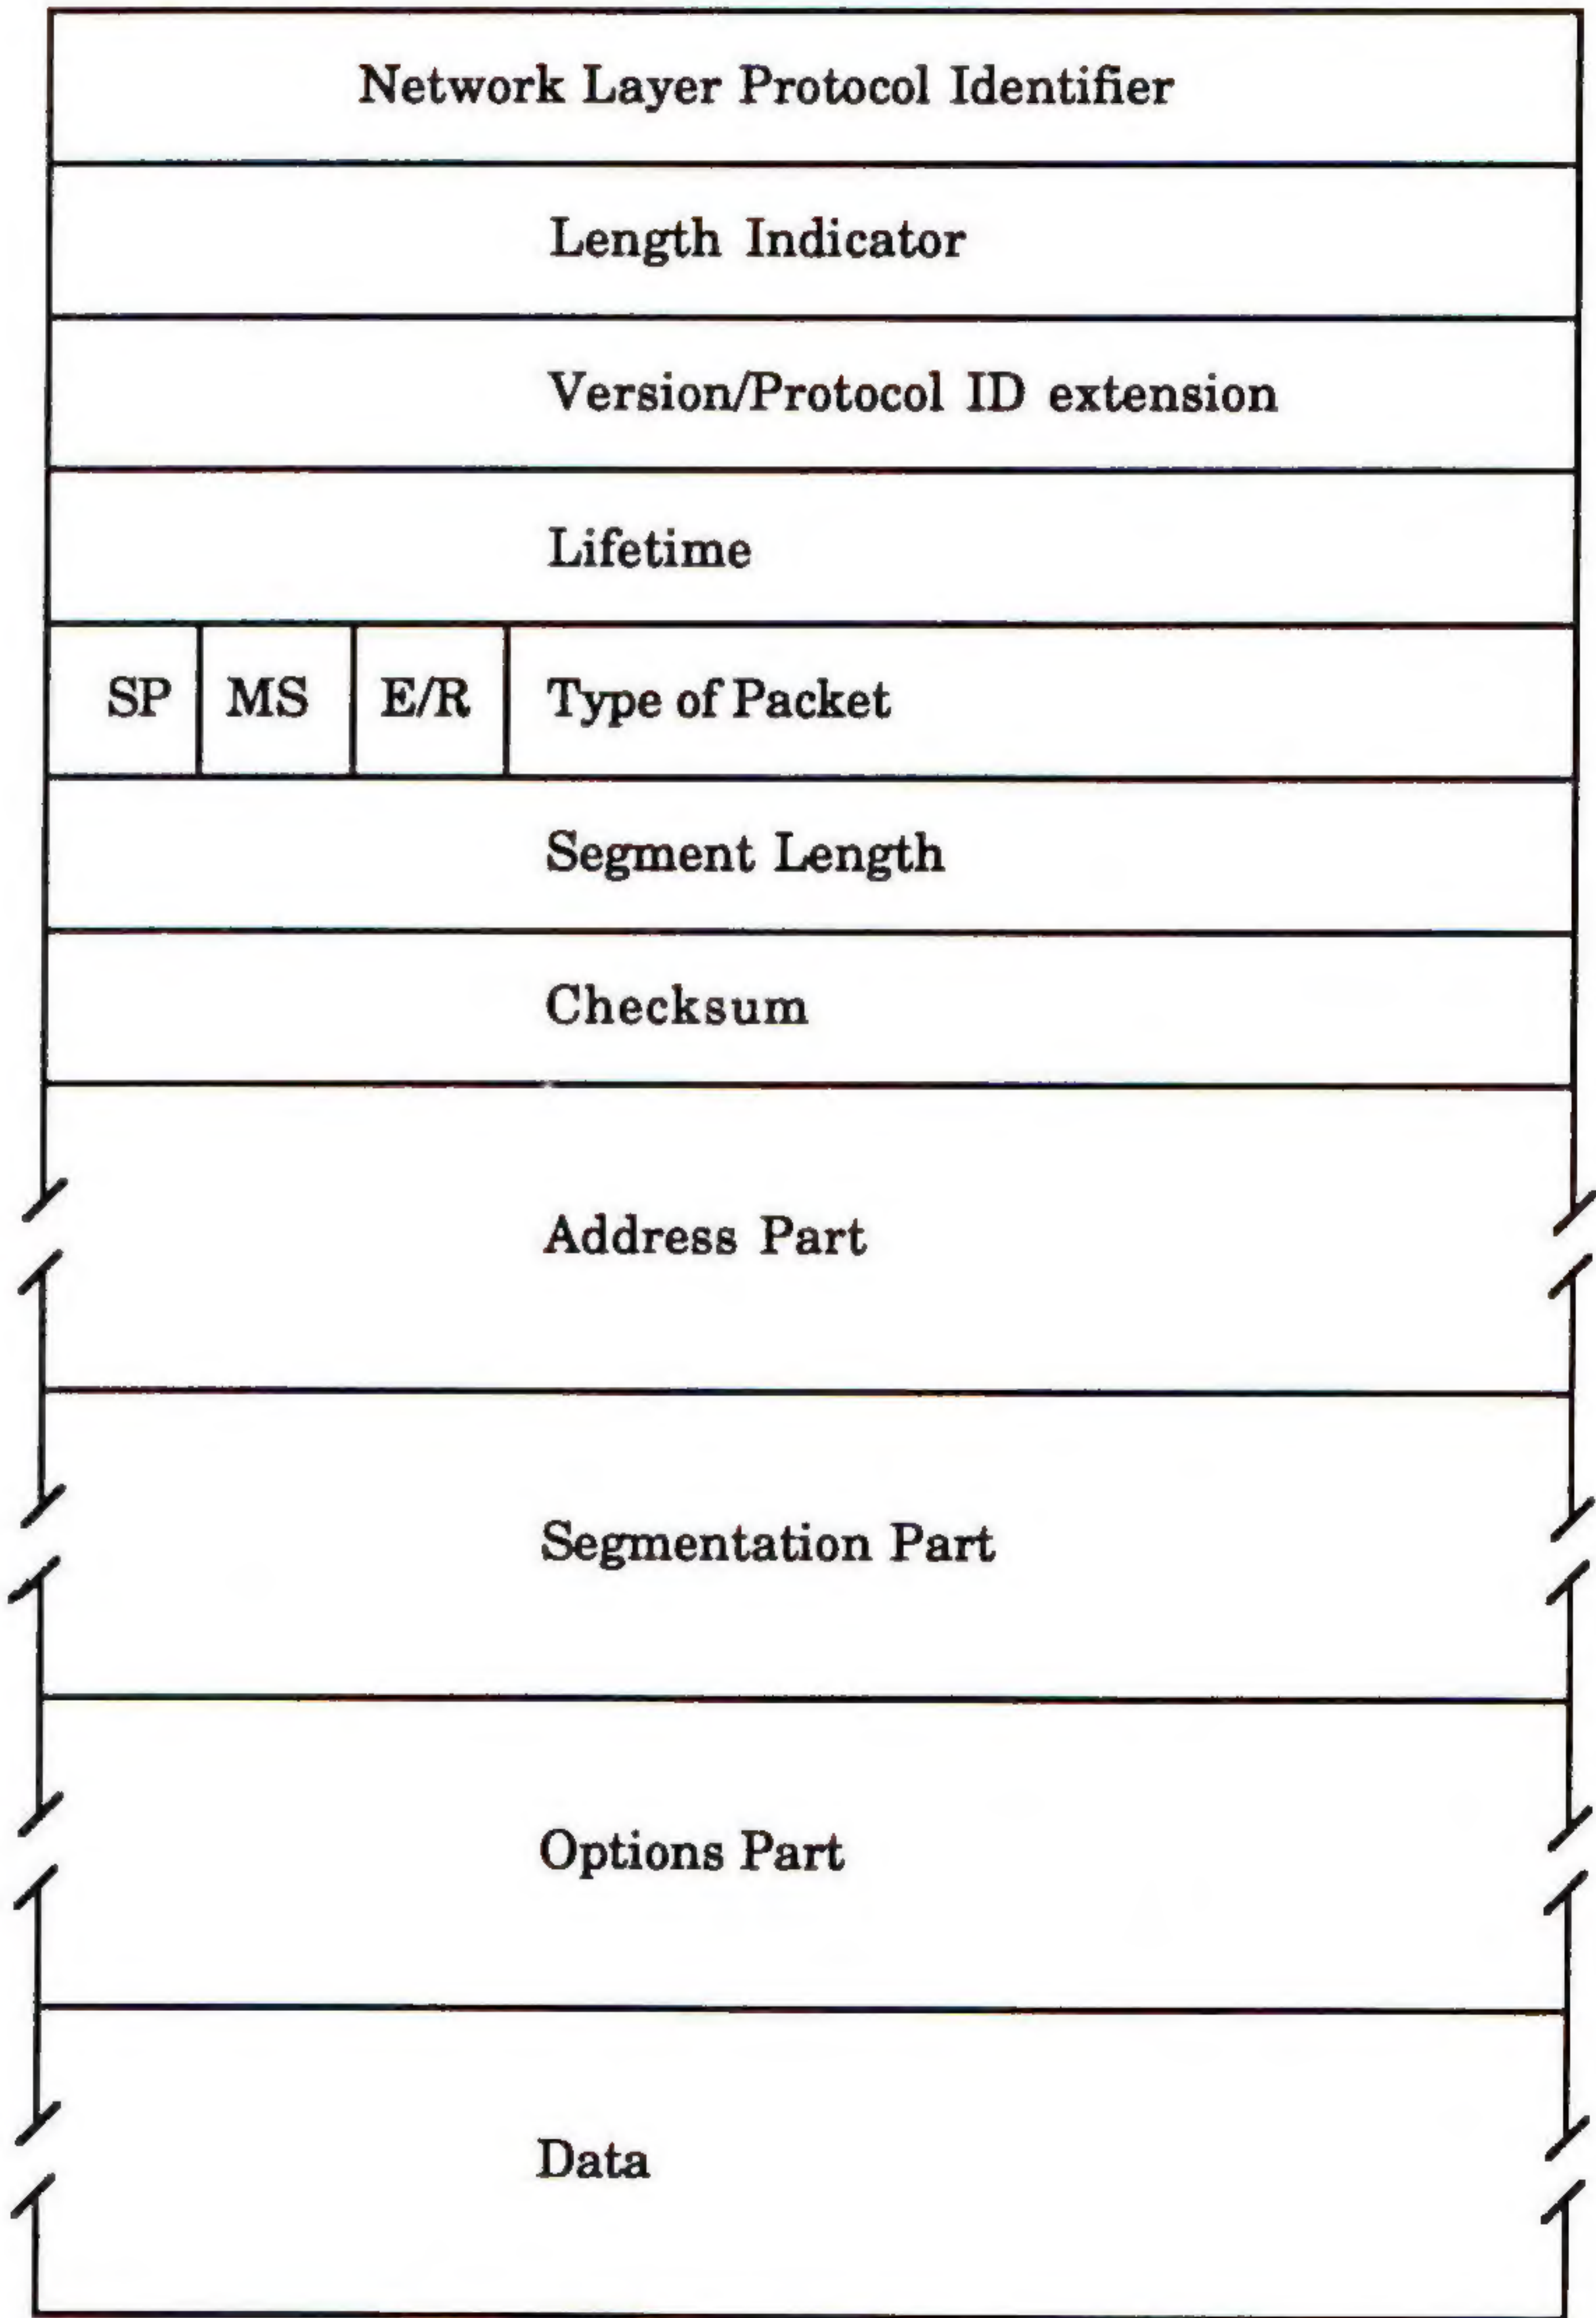 Network Layer Protocol Identifier
Length Indicator
Version/Protocol ID extension
Lifetime
SP MS E/R Type of Packet
Segment Length
Checksum
Address Part
Segmentation Part
Options Part
Data